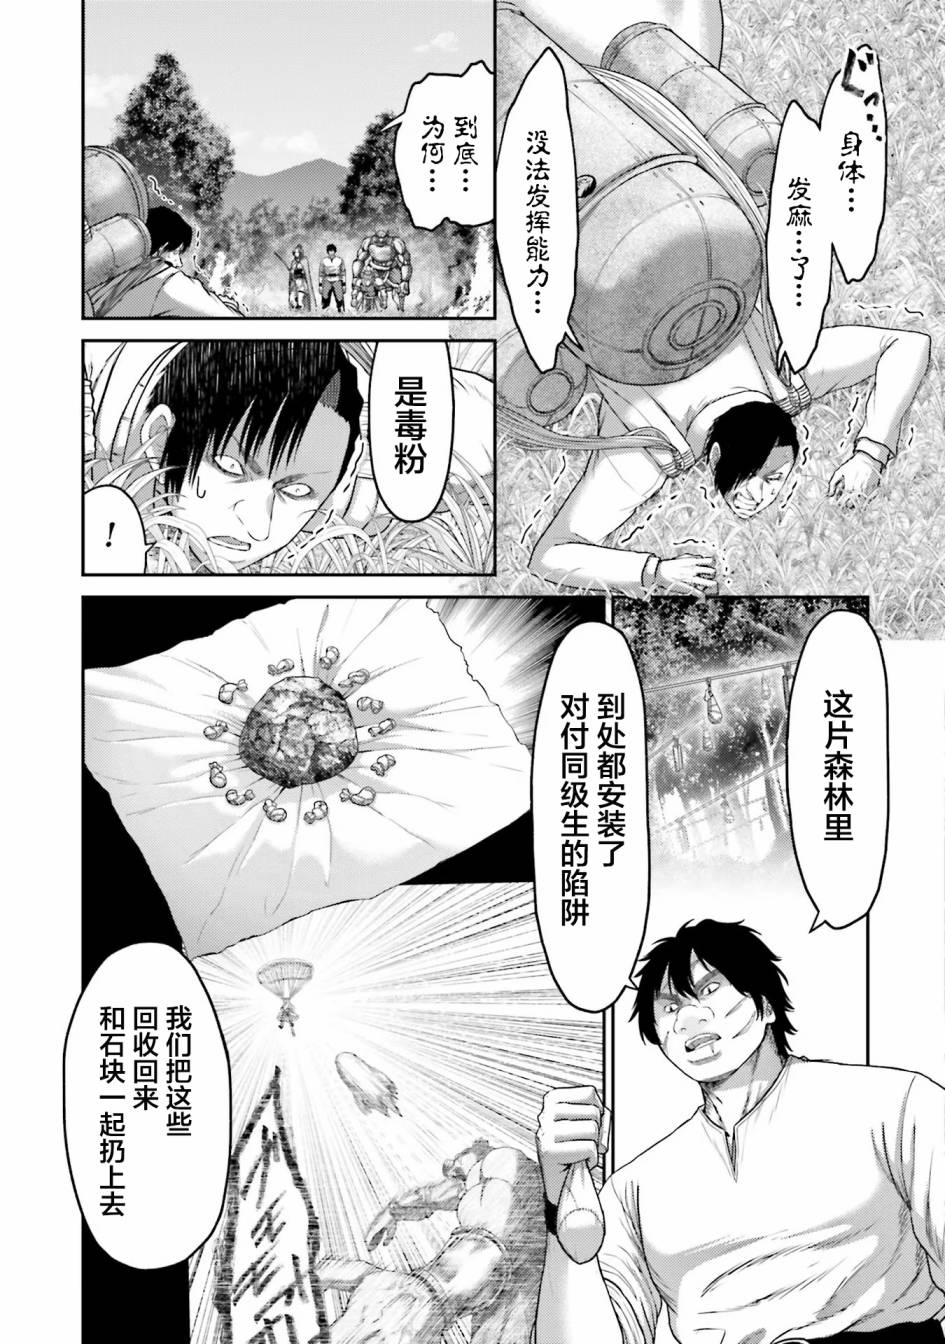 身体…
发麻…了…
没法发挥能力…
到底…
为何…
是毒粉
！
这片森林里
到处都安装了
对付同级生的陷阱
我们把这些
回收回来
和石块一起扔上去